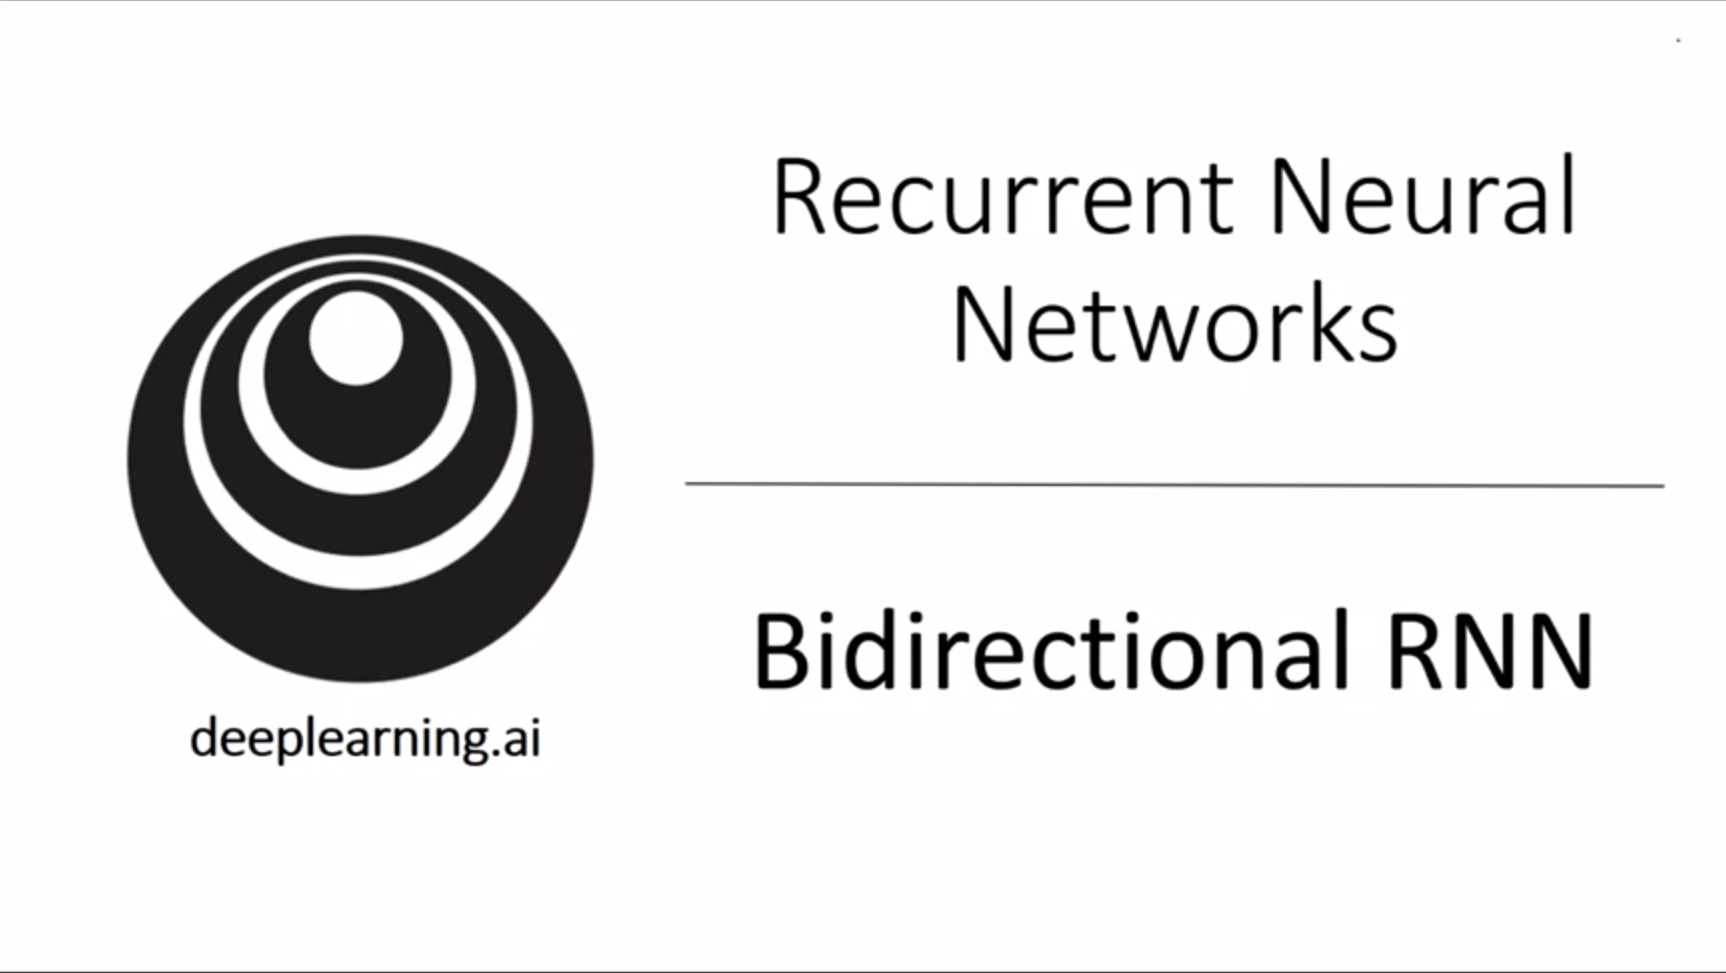 Recurrent Neural
Networks
Bidirectional RNN
deeplearning.ai